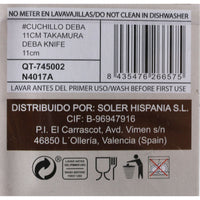 NO METER EN LAVAVAJILLAS/DO NOT CLEAN IN DISHWASHER
#CUCHILLO DEBA
11CM TAKAMURA
DEBA KNIFE
11cm
QT-745002
N4017A
8 435476 266575
LAVAR ANTES DEL PRIMER USO/WASH BEFORE FIRST USE
DISTRIBUIDO POR: SOLER HISPANIA S.L.
CIF: B-96947916
P.I. El Carrascot, Avd. Vimen s/n
46850 L´Olleria, Valencia (Spain)